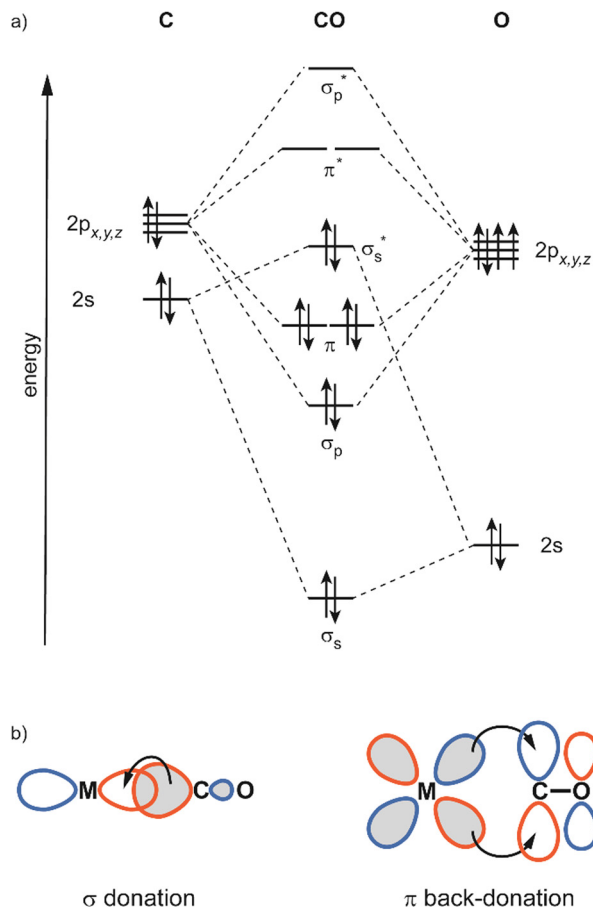 a)
C CO O
σp*
π*
2px,y,z
σs*
2px,y,z
2s
π
energy
σp
2s
σs
b)
M C O
M C O
σ donation
π back-donation